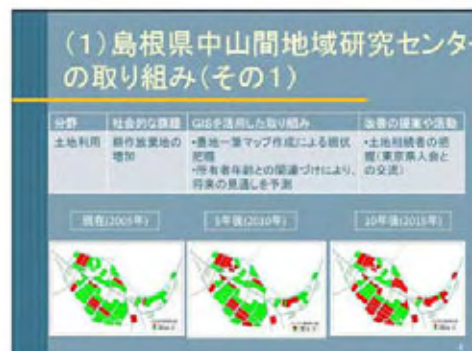 (1)島根県中山間地域研究センター
の取り組み(その1)
分野 社会的な課題 GISを活用した取り組み 改善の提案や活動
土地利用 耕作放棄地の 増加 ・農地一筆マップ作成による現状 把握
・所有者年齢との関連づけにより、 将来の見通しを予測
・土地相続者の把 握(東京県人会と の交流)
現在(2005年) 5年後(2010年) 10年後(2015年)